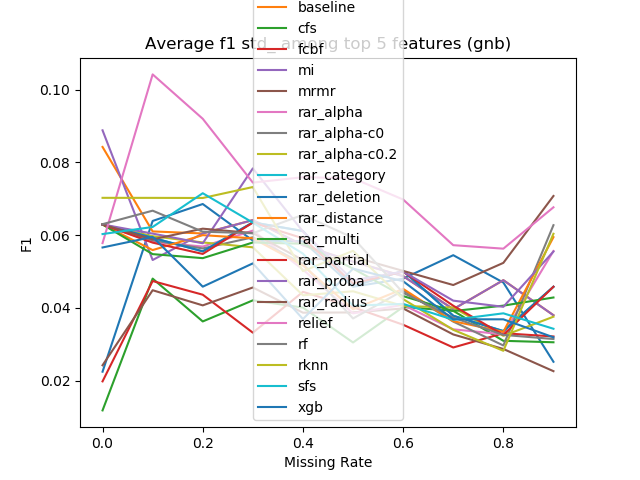 Average f1 std_ among top 5 features (gnb)
baseline
cfs
fcbf
mi
mrmr
rar_alpha
rar_alpha-c0
rar_alpha-c0.2
rar_category
rar_deletion
rar_distance
rar_multi
rar_partial
rar_proba
rar_radius
relief
rf
rknn
sfs
xgb
F1
0.10
0.08
0.06
0.04
0.02
0.0
0.2
0.4
0.6
0.8
Missing Rate